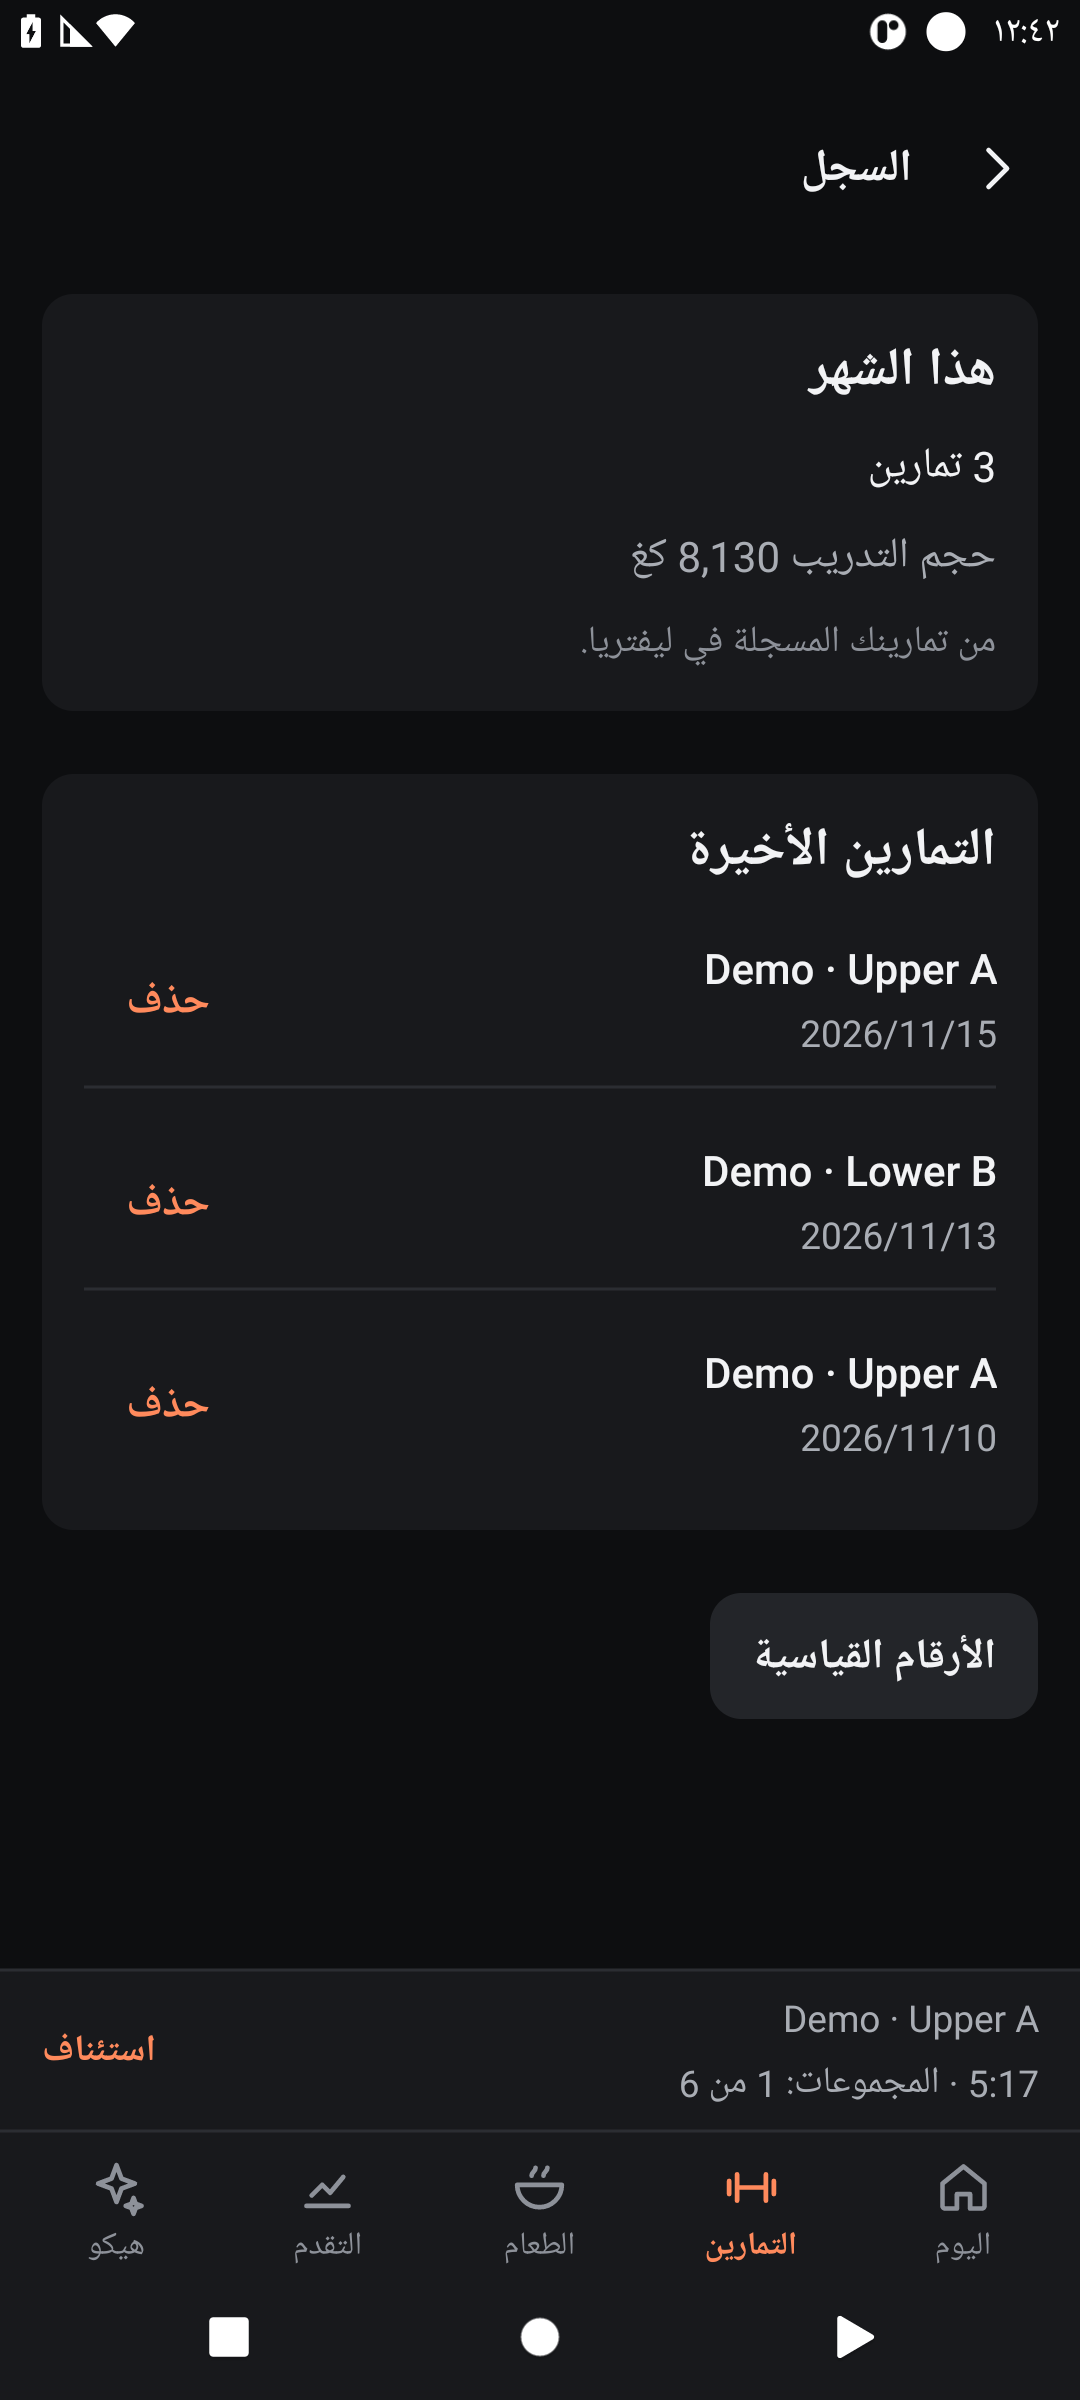 ١٢:٤٢
السجل
هذا الشهر
3 تمارين
حجم التدريب 8,130 كغ
من تمارينك المسجلة في ليفتريا.
التمارين الأخيرة
Demo · Upper A
2026/11/15
حذف
Demo · Lower B
2026/11/13
حذف
Demo · Upper A
2026/11/10
حذف
الأرقام القياسية
Demo · Upper A
5:17 · المجموعات: 1 من 6
استئناف
اليوم
التمارين
الطعام
التقدم
هيكو